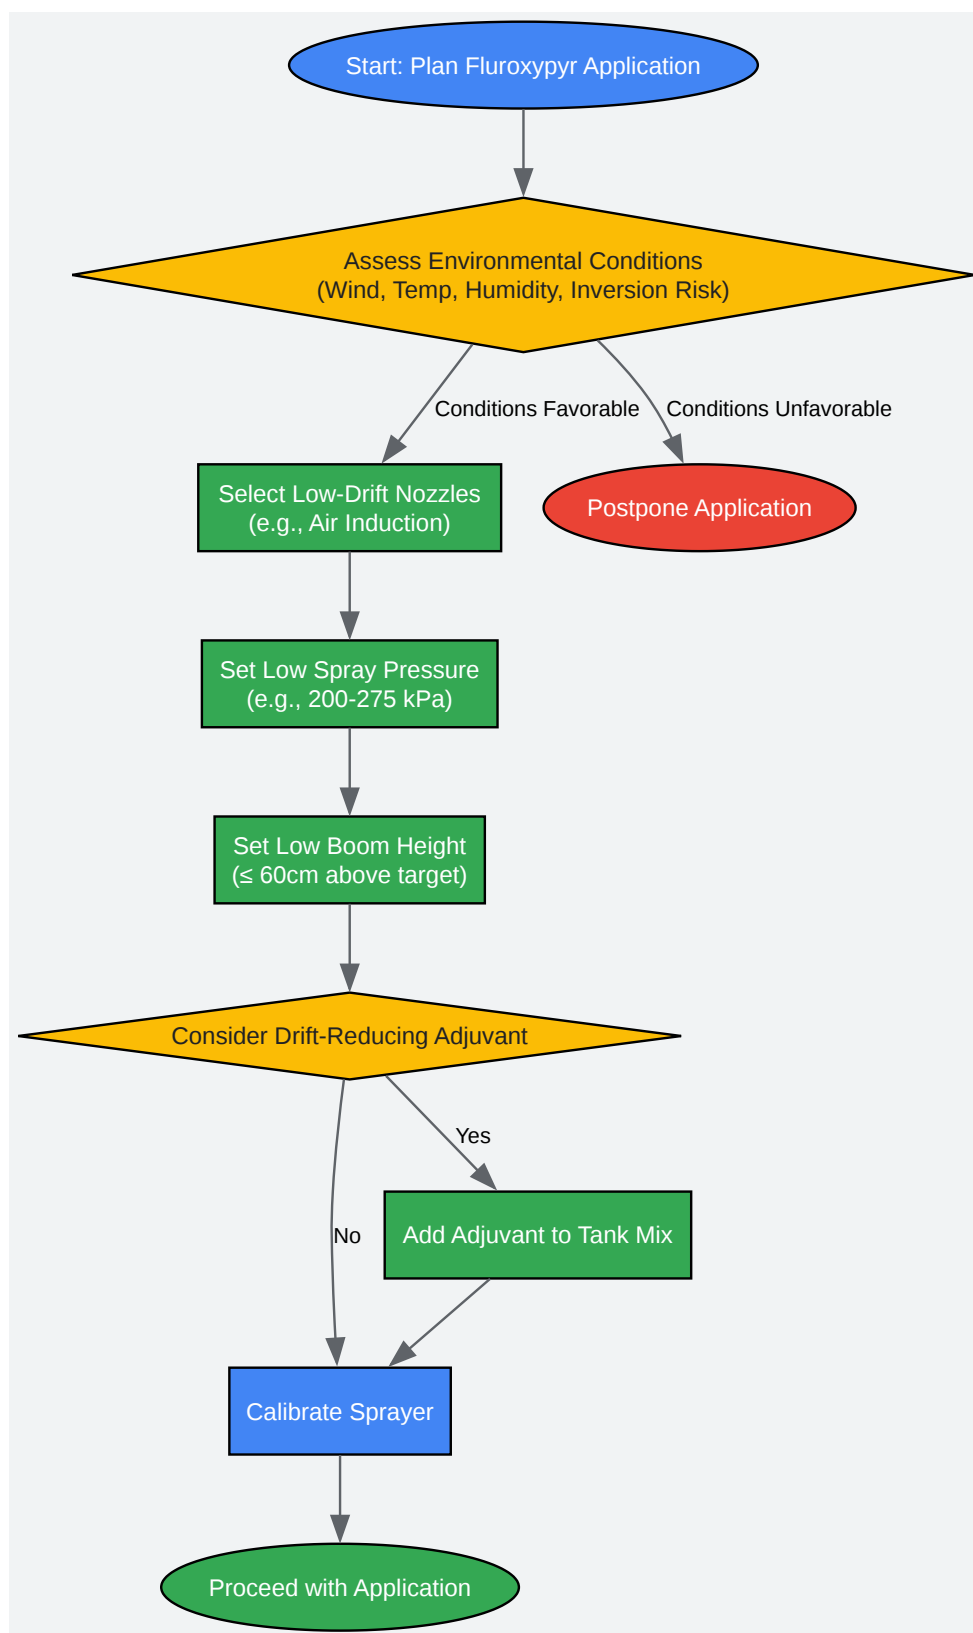 Start: Plan Fluroxypyr Application
Assess Environmental Conditions
(Wind, Temp, Humidity, Inversion Risk)
Conditions Favorable
Conditions Unfavorable
Select Low-Drift Nozzles
(e.g., Air Induction)
Postpone Application
Set Low Spray Pressure
(e.g., 200-275 kPa)
Set Low Boom Height
(≤ 60cm above target)
Consider Drift-Reducing Adjuvant
Yes
Add Adjuvant to Tank Mix
No
Calibrate Sprayer
Proceed with Application